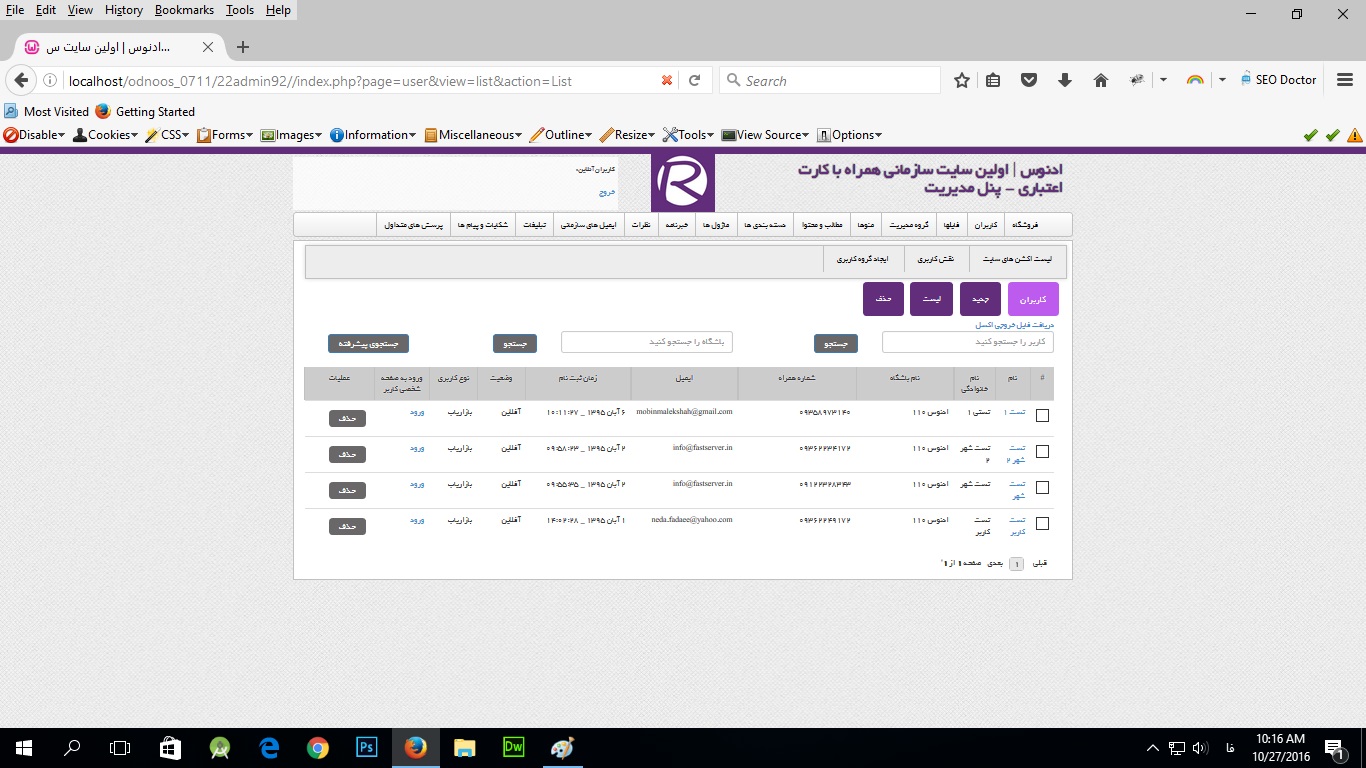 File Edit View History Bookmarks Tools Help
ادنوس | اولین سایت س...
localhost/odnoos_0711/22admin92//index.php?page=user&view=list&action=List
Search
SEO Doctor
Most Visited Getting Started
Disable Cookies CSS Forms Images Information Miscellaneous Outline Resize Tools View Source Options
ادنوس | اولین سایت سازمانی همراه با کارت
اعتباری - پنل مدیریت
R
کاربران آنلاین:۰
خروج
فروشگاه کاربران فایلها گروه مدیریت منوها مطالب و محتوا دسته بندی ها ماژول ها خبرنامه نظرات ایمیل های سازمانی تبلیغات شکایات و پیام ها پرسش های متداول
لیست اکشن های سایت نقش کاربری ایجاد گروه کاربری
کاربران جدید لیست حذف
دریافت فایل خروجی اکسل
کاربر را جستجو کنید جستجو باشگاه را جستجو کنید جستجو جستجوی پیشرفته
# نام نام خانوادگی نام باشگاه شماره همراه ایمیل زمان ثبت نام وضعیت نوع کاربری ورود به صفحه شخصی کاربر عملیات
تست ۱ تستی ۱ ادنوس ۱۱۰ ۰۹۳۵۸۹۷۳۱۴۰ mobinmalekshah@gmail.com ۶ آبان ۱۳۹۵ _ ۱۰:۱۱:۲۷ آفلاین بازاریاب ورود حذف
تست شهر ۲ تست شهر ۲ ادنوس ۱۱۰ ۰۹۳۶۲۲۳۴۱۷۲ info@fastserver.in ۲ آبان ۱۳۹۵ _ ۰۹:۵۸:۲۳ آفلاین بازاریاب ورود حذف
تست شهر تست شهر ادنوس ۱۱۰ ۰۹۱۲۲۳۲۸۳۴۳ info@fastserver.in ۲ آبان ۱۳۹۵ _ ۰۹:۵۵:۳۵ آفلاین بازاریاب ورود حذف
تست کاربر تست کاربر ادنوس ۱۱۰ ۰۹۳۶۲۲۴۹۱۷۲ neda.fadaee@yahoo.com ۱ آبان ۱۳۹۵ _ ۱۴:۰۲:۲۸ آفلاین بازاریاب ورود حذف
قبلی ۱ بعدی صفحه ۱ از ۱
Ps Dw
فا
10:16 AM
10/27/2016
1